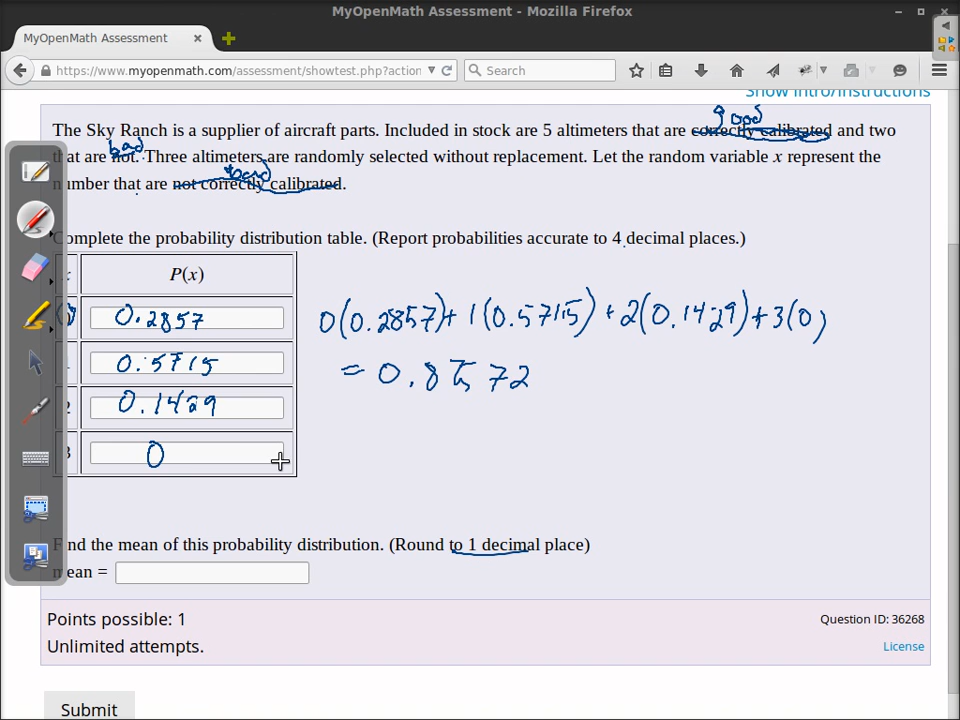 MyOpenMath Assessment - Mozilla Firefox
MyOpenMath Assessment
https://www.myopenmath.com/assessment/showtest.php?action
Search
Show Intro/Instructions
good
The Sky Ranch is a supplier of aircraft parts. Included in stock are 5 altimeters that are correctly calibrated and two
bad
that are not. Three altimeters are randomly selected without replacement. Let the random variable x represent the
bad
number that are not correctly calibrated.
Complete the probability distribution table. (Report probabilities accurate to 4 decimal places.)
P(x)
0.2857
0(0.2857)+1(0.5715)+2(0.1429)+3(0)
0.5715
= 0.8572
2 0.1429
3 0
Find the mean of this probability distribution. (Round to 1 decimal place)
mean =
Points possible: 1
Question ID: 36268
Unlimited attempts.
License
Submit